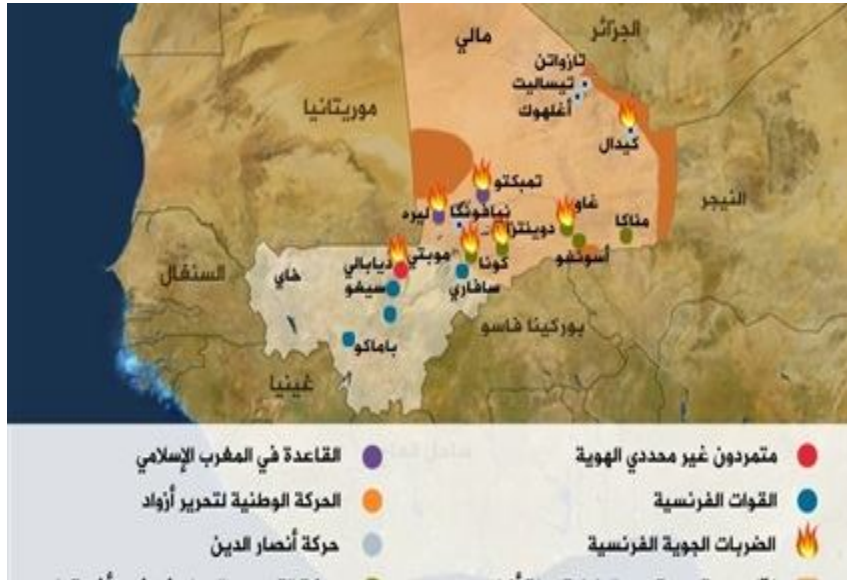 الجزائر
مالي
تازواتن
تيساليت
أغلهوك
موريتانيا
كيدال
تمبكتو
النيجر
غاو
ليره
نيافونكا
مناكا
دوينتزا
أسونغو
كونا
موبتي
ديابالي
السنغال
خاي
سافاري
سيغو
بوركينا فاسو
باماكو
غينيا
متمردون غير محددي الهوية
القاعدة في المغرب الإسلامي
القوات الفرنسية
الحركة الوطنية لتحرير أزواد
الضربات الجوية الفرنسية
حركة أنصار الدين